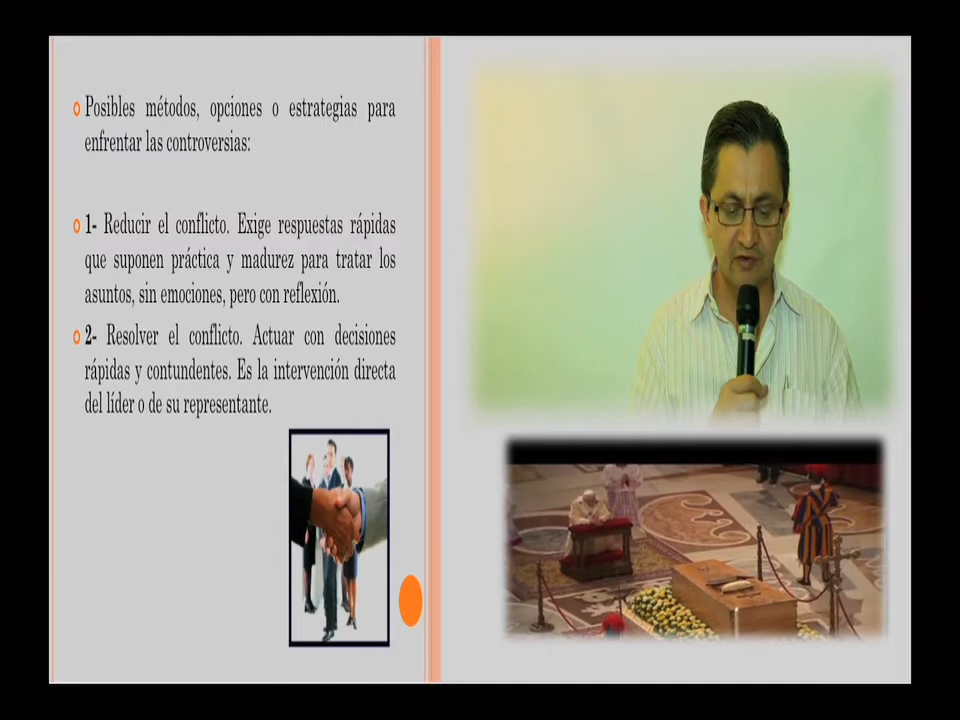 Posibles métodos, opciones o estrategias para
enfrentar las controversias:
1- Reducir el conflicto. Exige respuestas rápidas
que suponen práctica y madurez para tratar los
asuntos, sin emociones, pero con reflexión.
2- Resolver el conflicto. Actuar con decisiones
rápidas y contundentes. Es la intervención directa
del líder o de su representante.